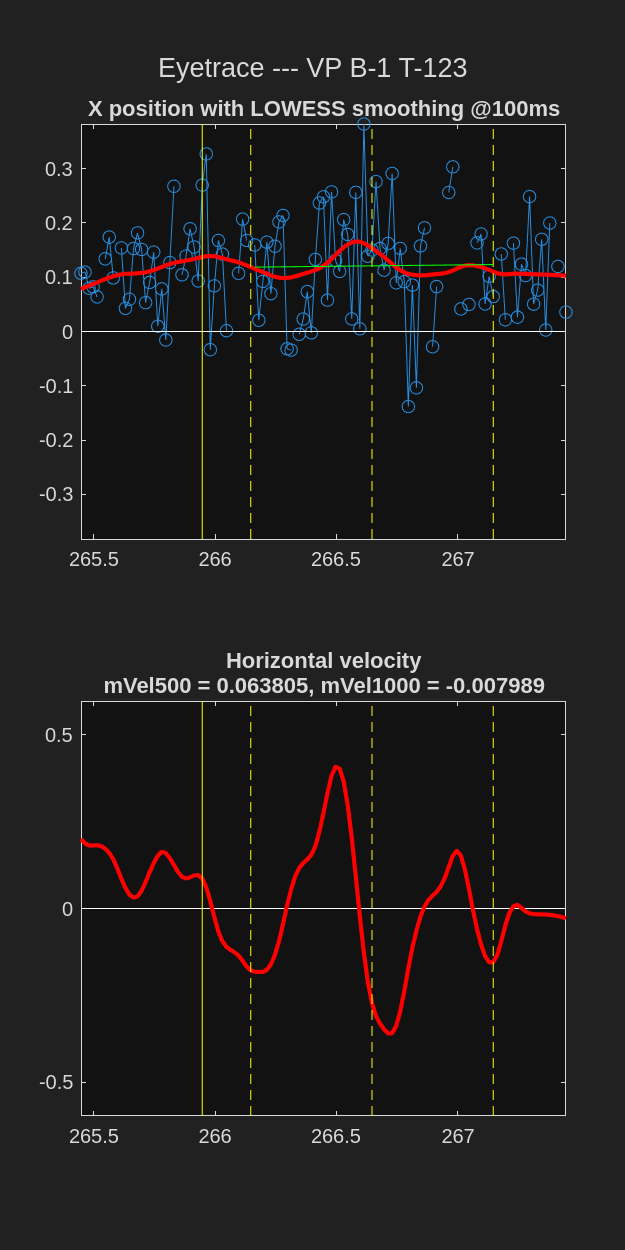 Eyetrace --- VP B-1 T-123
X position with LOWESS smoothing @100ms
0.3
0.2
0.1
0
-0.1
-0.2
-0.3
265.5 266 266.5 267
Horizontal velocity
mVel500 = 0.063805, mVel1000 = -0.007989
0.5
0
-0.5
265.5 266 266.5 267